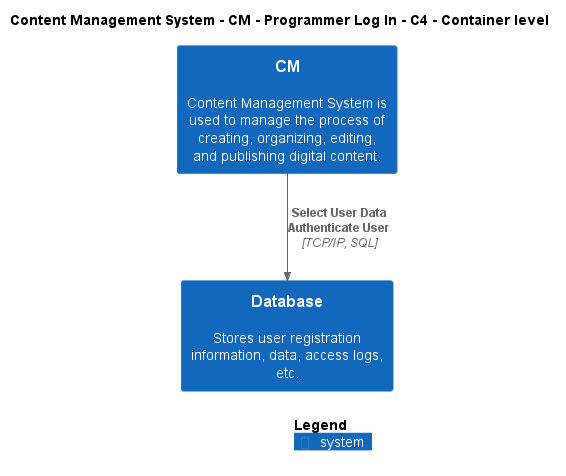 Content Management System - CM - Programmer Log In - C4 - Container level
CM
Content Management System is
used to manage the process of
creating, organizing, editing,
and publishing digital content.
Select User Data
Authenticate User
[TCP/IP, SQL]
Database
Stores user registration
information, data, access logs,
etc.
Legend
system